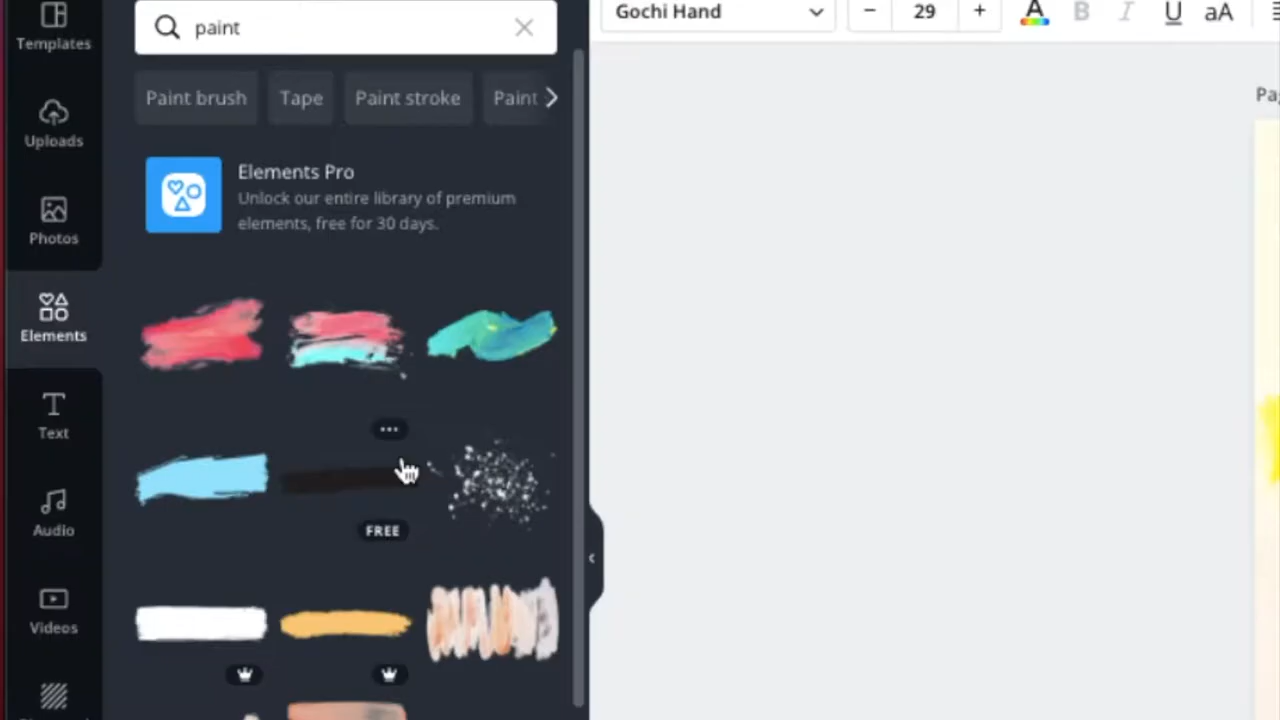 Gochi Hand
29
A B I U aA
paint
Templates
Pa
Paint brush
Tape
Paint stroke
Paint
Uploads
Elements Pro
Unlock our entire library of premium
elements, free for 30 days.
Photos
Elements
Text
FREE
Audio
Videos